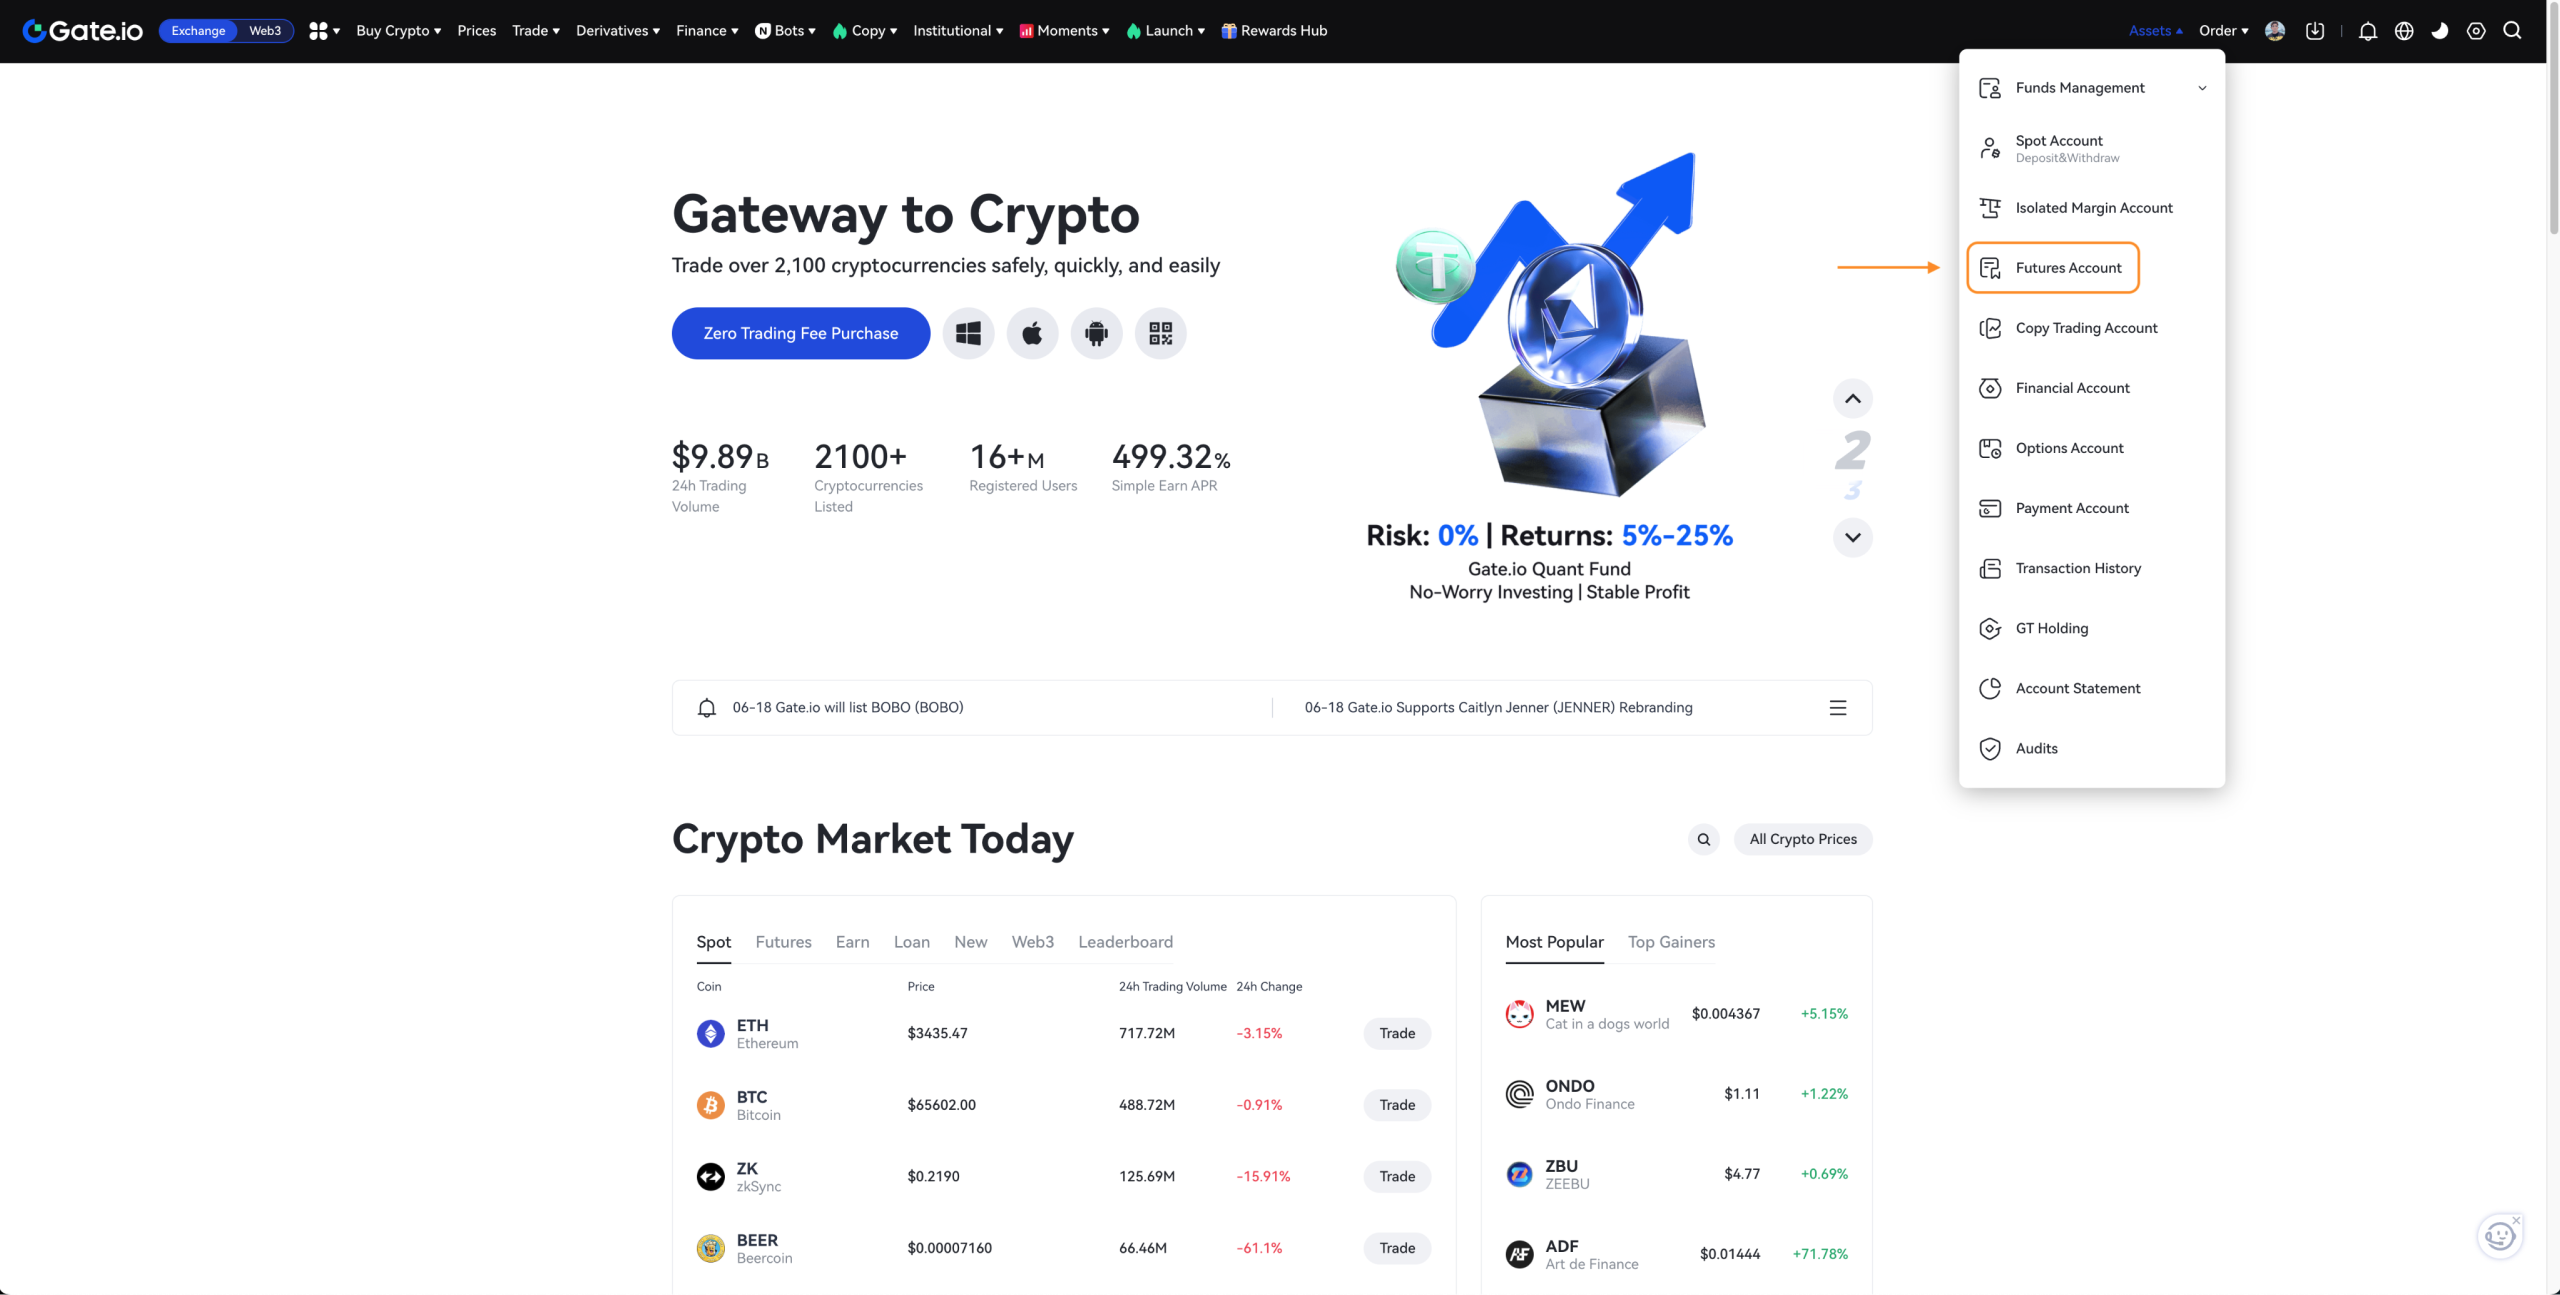 Gate.io
Exchange Web3 Buy Crypto Prices Trade Derivatives Finance Bots Copy Institutional Moments Launch Rewards Hub Assets Order
Funds Management
Spot Account
Deposit&Withdraw
Isolated Margin Account
Futures Account
Copy Trading Account
Financial Account
Options Account
Payment Account
Transaction History
GT Holding
Account Statement
Audits
Gateway to Crypto
Trade over 2,100 cryptocurrencies safely, quickly, and easily
Zero Trading Fee Purchase
$9.89 B 2100+ 16+ M 499.32 %
24h Trading Volume Cryptocurrencies Listed Registered Users Simple Earn APR
2
3
Risk: 0% | Returns: 5%-25%
Gate.io Quant Fund
No-Worry Investing | Stable Profit
06-18 Gate.io will list BOBO (BOBO)
06-18 Gate.io Supports Caitlyn Jenner (JENNER) Rebranding
Crypto Market Today
All Crypto Prices
Spot Futures Earn Loan New Web3 Leaderboard
Coin Price 24h Trading Volume 24h Change
ETH
Ethereum
$3435.47 717.72M -3.15% Trade
BTC
Bitcoin
$65602.00 488.72M -0.91% Trade
ZK
zkSync
$0.2190 125.69M -15.91% Trade
BEER
Beercoin
$0.00007160 66.46M -61.1% Trade
Most Popular Top Gainers
MEW
Cat in a dogs world
$0.004367 +5.15%
ONDO
Ondo Finance
$1.11 +1.22%
ZBU
ZEEBU
$4.77 +0.69%
ADF
Art de Finance
$0.01444 +71.78%